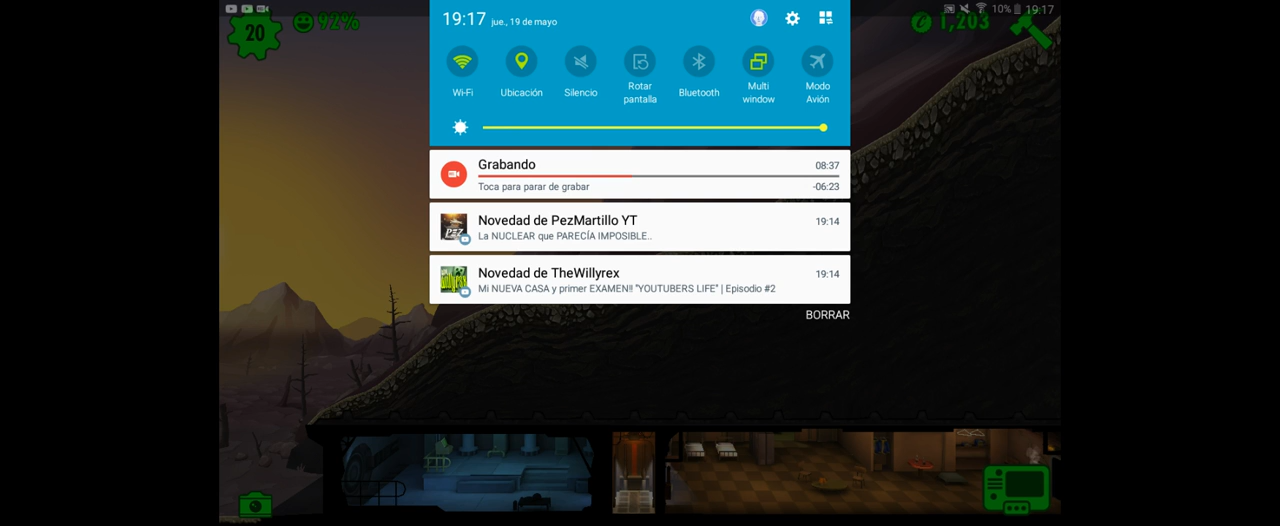 20
92%
1,203
10%
19:17
19:17 jue., 19 de mayo
Wi-Fi
Ubicación
Silencio
Rotar
pantalla
Bluetooth
Multi
window
Modo
Avión
Grabando
08:37
Toca para parar de grabar
-06:23
Novedad de PezMartillo YT
19:14
La NUCLEAR que PARECÍA IMPOSIBLE..
Novedad de TheWillyrex
19:14
Mi NUEVA CASA y primer EXAMEN!! "YOUTUBERS LIFE" | Episodio #2
BORRAR